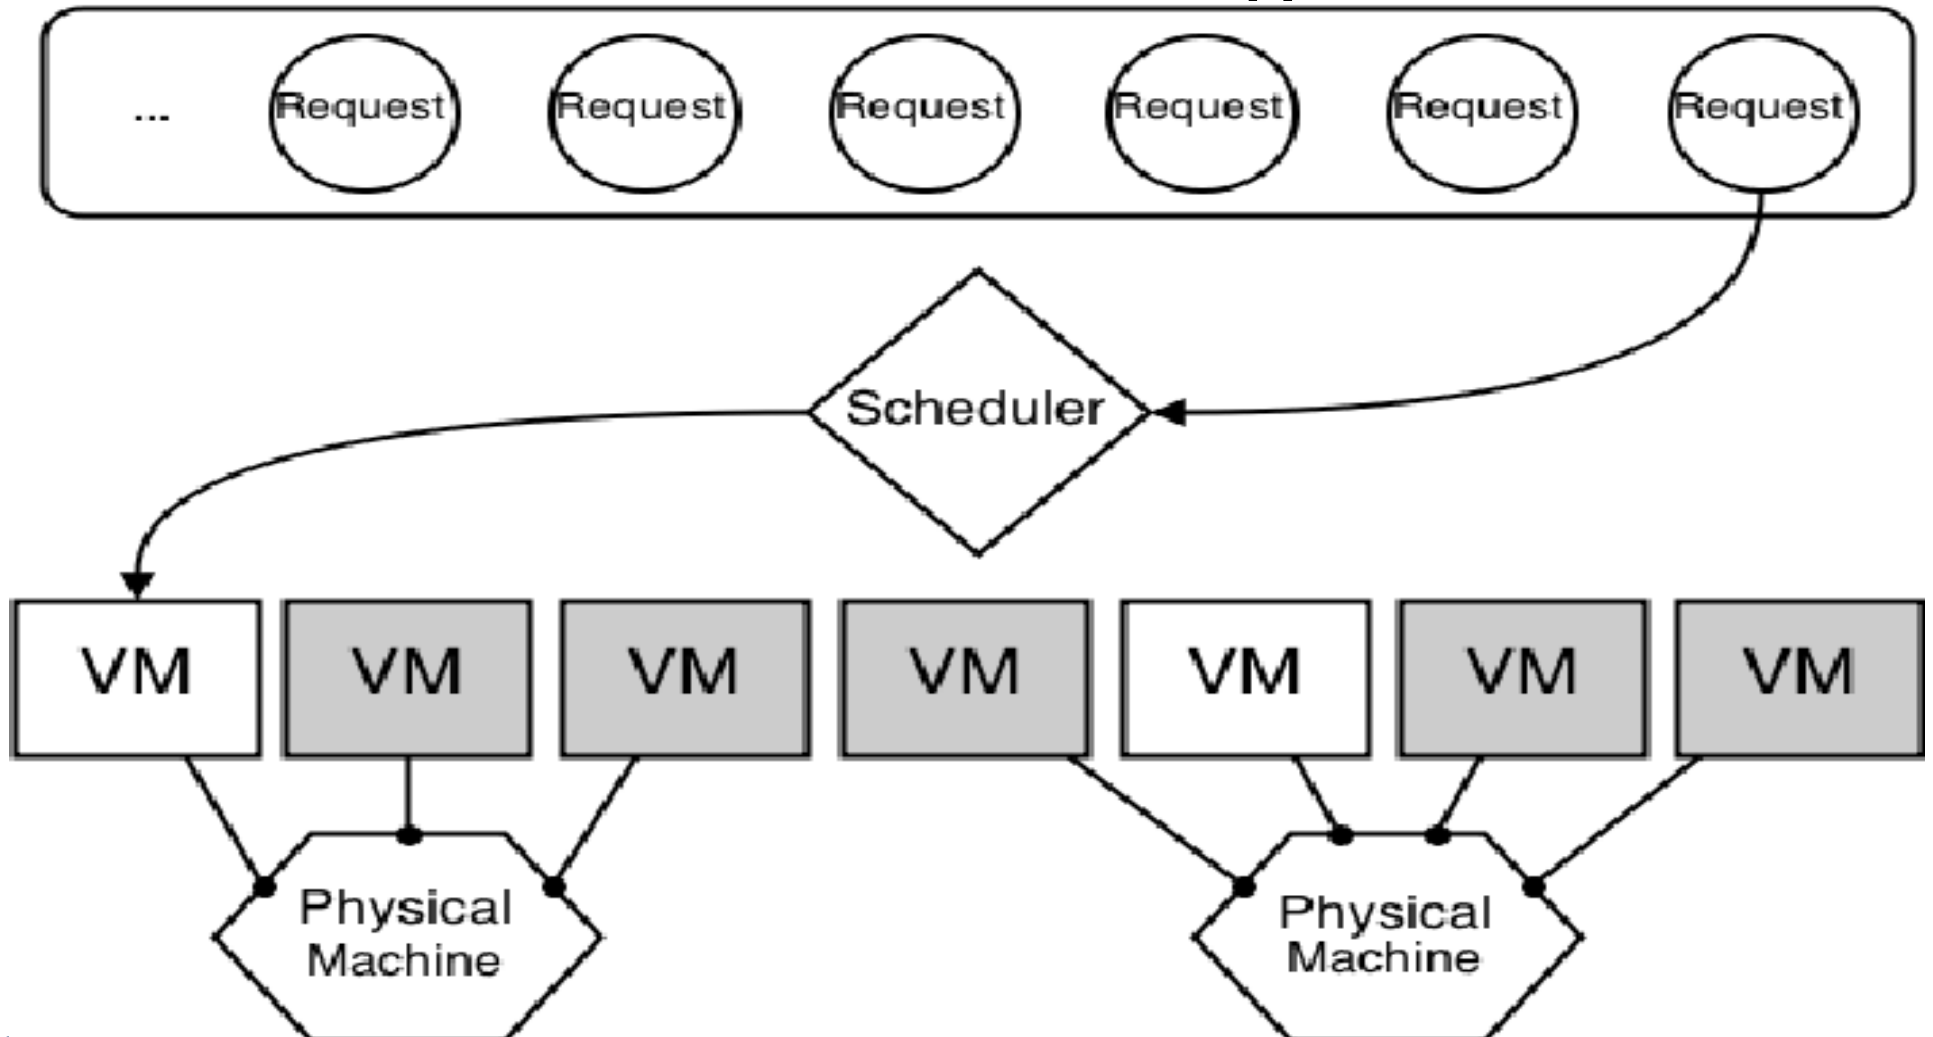 ... Request Request Request Request Request Request
Scheduler
VM VM VM VM VM VM VM
Physical
Machine
Physical
Machine